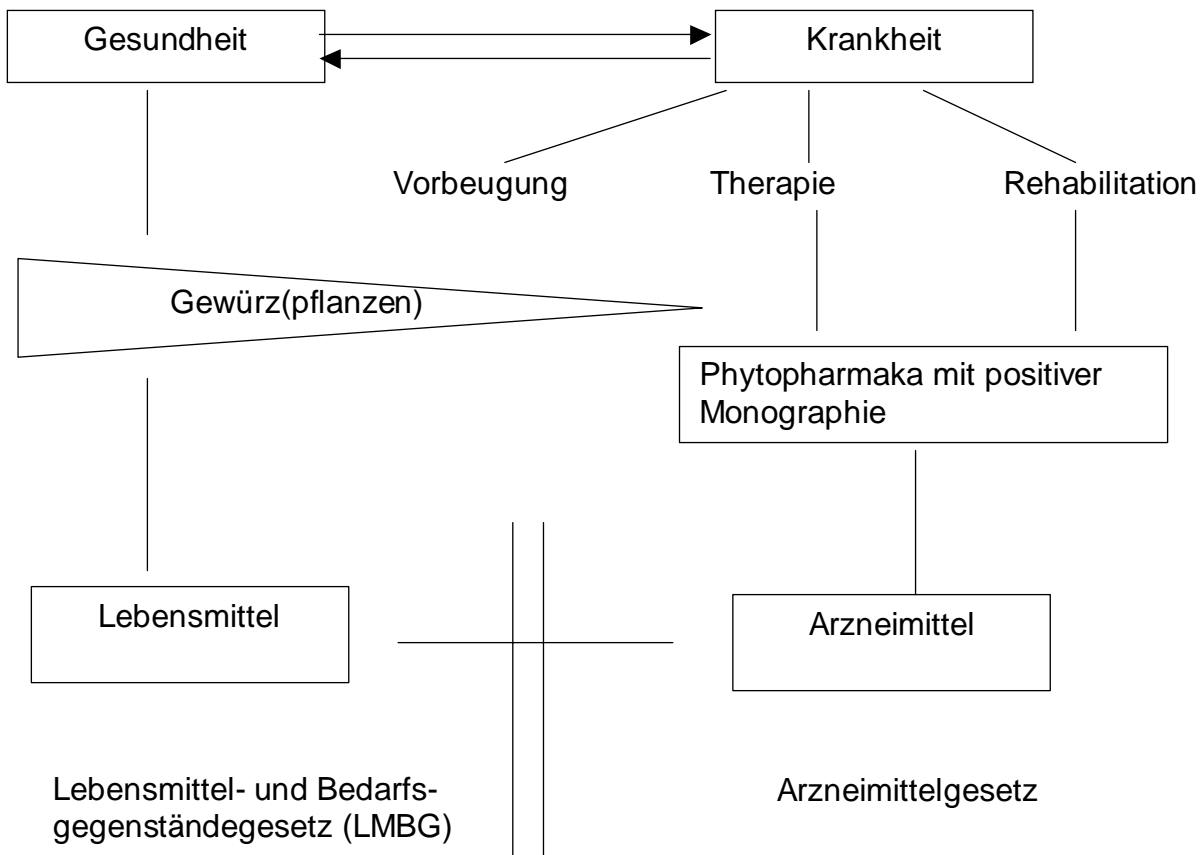 Gesundheit
Krankheit
Vorbeugung
Therapie
Rehabilitation
Gewürz(pflanzen)
Phytopharmaka mit positiver
Monographie
Lebensmittel
Arzneimittel
Lebensmittel- und Bedarfs-
gegenständegesetz (LMBG)
Arzneimittelgesetz